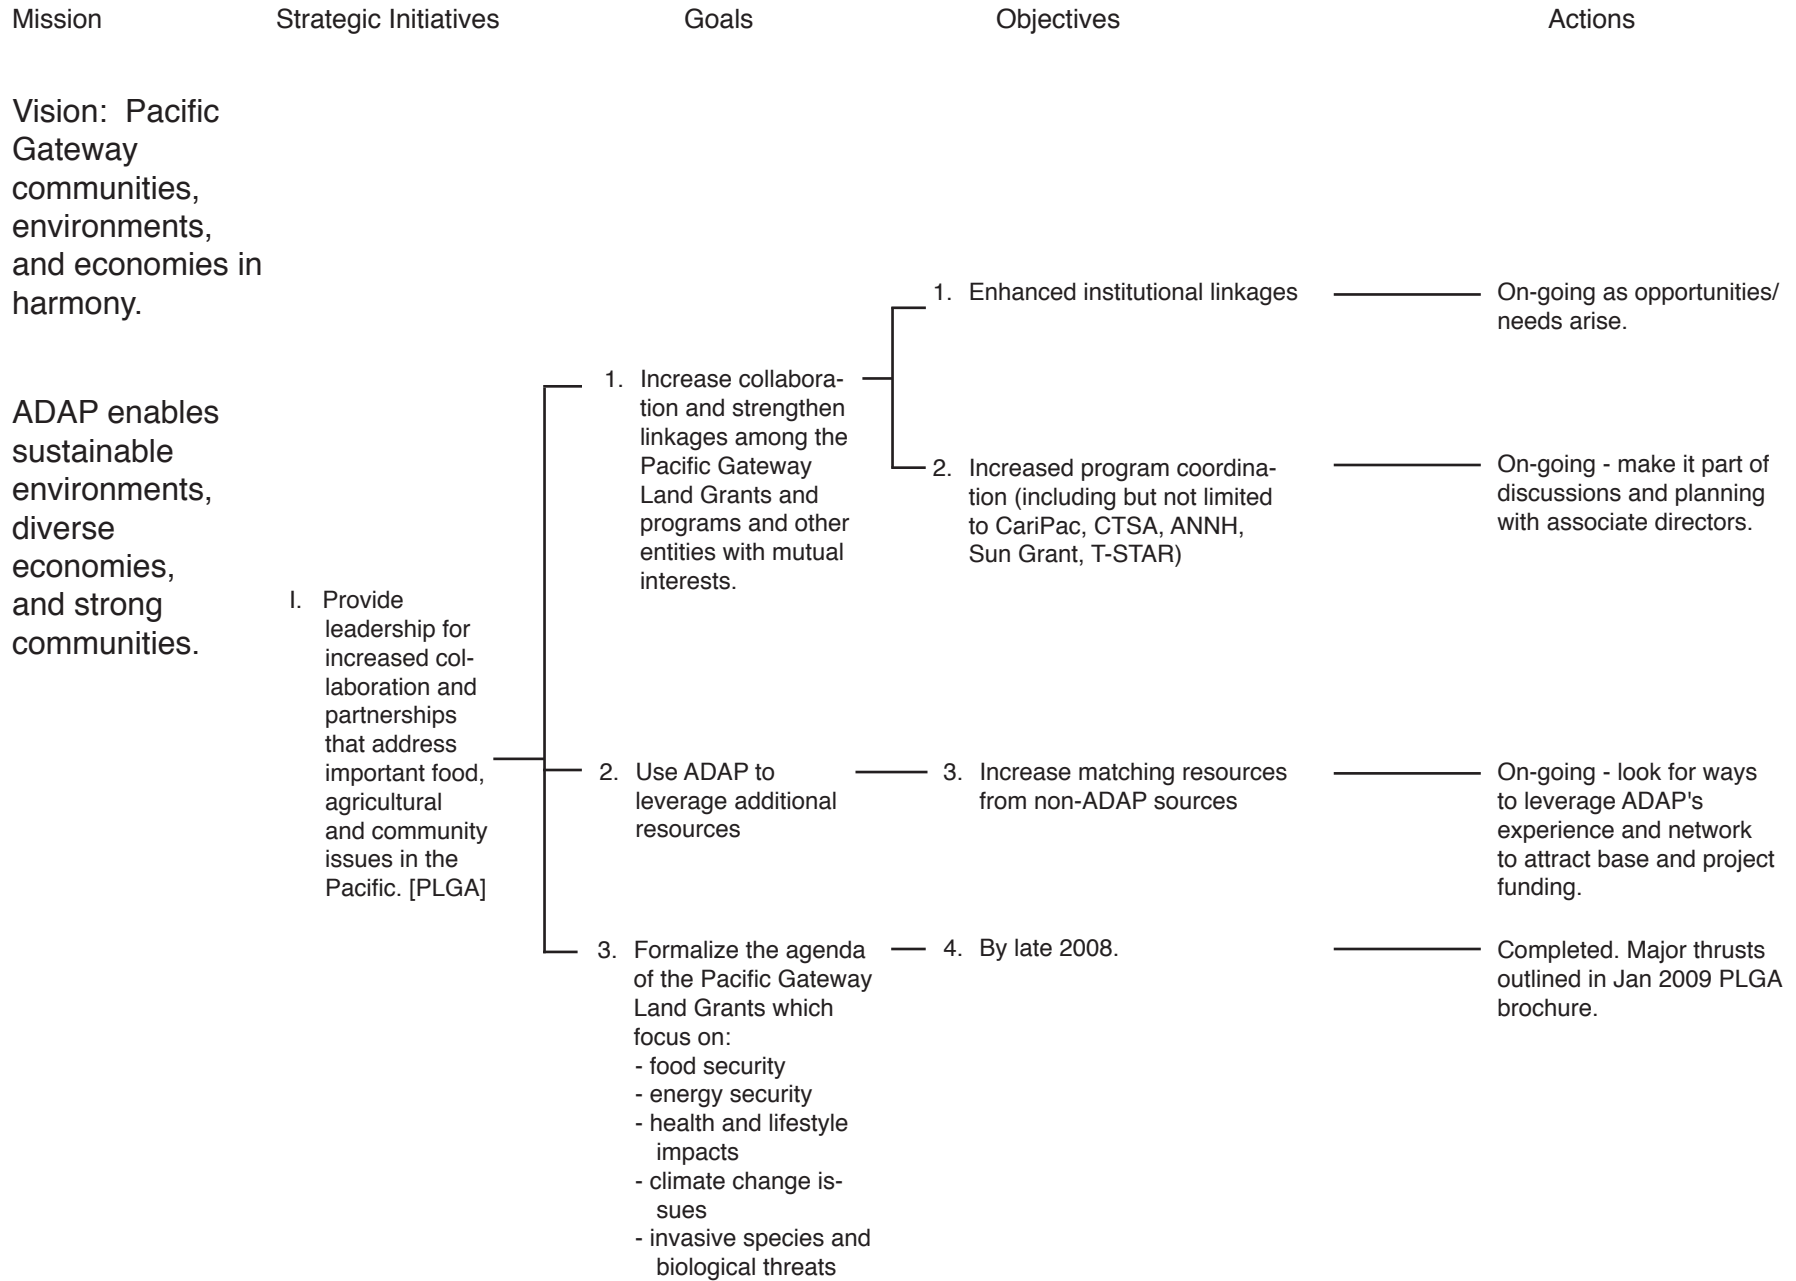 Mission
Strategic Initiatives
Goals
Objectives
Actions
Vision: Pacific
Gateway
communities,
environments,
and economies in
harmony.
ADAP enables
sustainable
environments,
diverse
economies,
and strong
communities.
I. Provide
leadership for
increased col-
laboration and
partnerships
that address
important food,
agricultural
and community
issues in the
Pacific. [PLGA]
1. Increase collabora-
tion and strengthen
linkages among the
Pacific Gateway
Land Grants and
programs and other
entities with mutual
interests.
1. Enhanced institutional linkages
On-going as opportunities/
needs arise.
2. Increased program coordina-
tion (including but not limited
to CariPac, CTSA, ANNH,
Sun Grant, T-STAR)
On-going - make it part of
discussions and planning
with associate directors.
2. Use ADAP to
leverage additional
resources
3. Increase matching resources
from non-ADAP sources
On-going - look for ways
to leverage ADAP's
experience and network
to attract base and project
funding.
3. Formalize the agenda
of the Pacific Gateway
Land Grants which
focus on:
- food security
- energy security
- health and lifestyle
impacts
- climate change is-
sues
- invasive species and
biological threats
4. By late 2008.
Completed. Major thrusts
outlined in Jan 2009 PLGA
brochure.